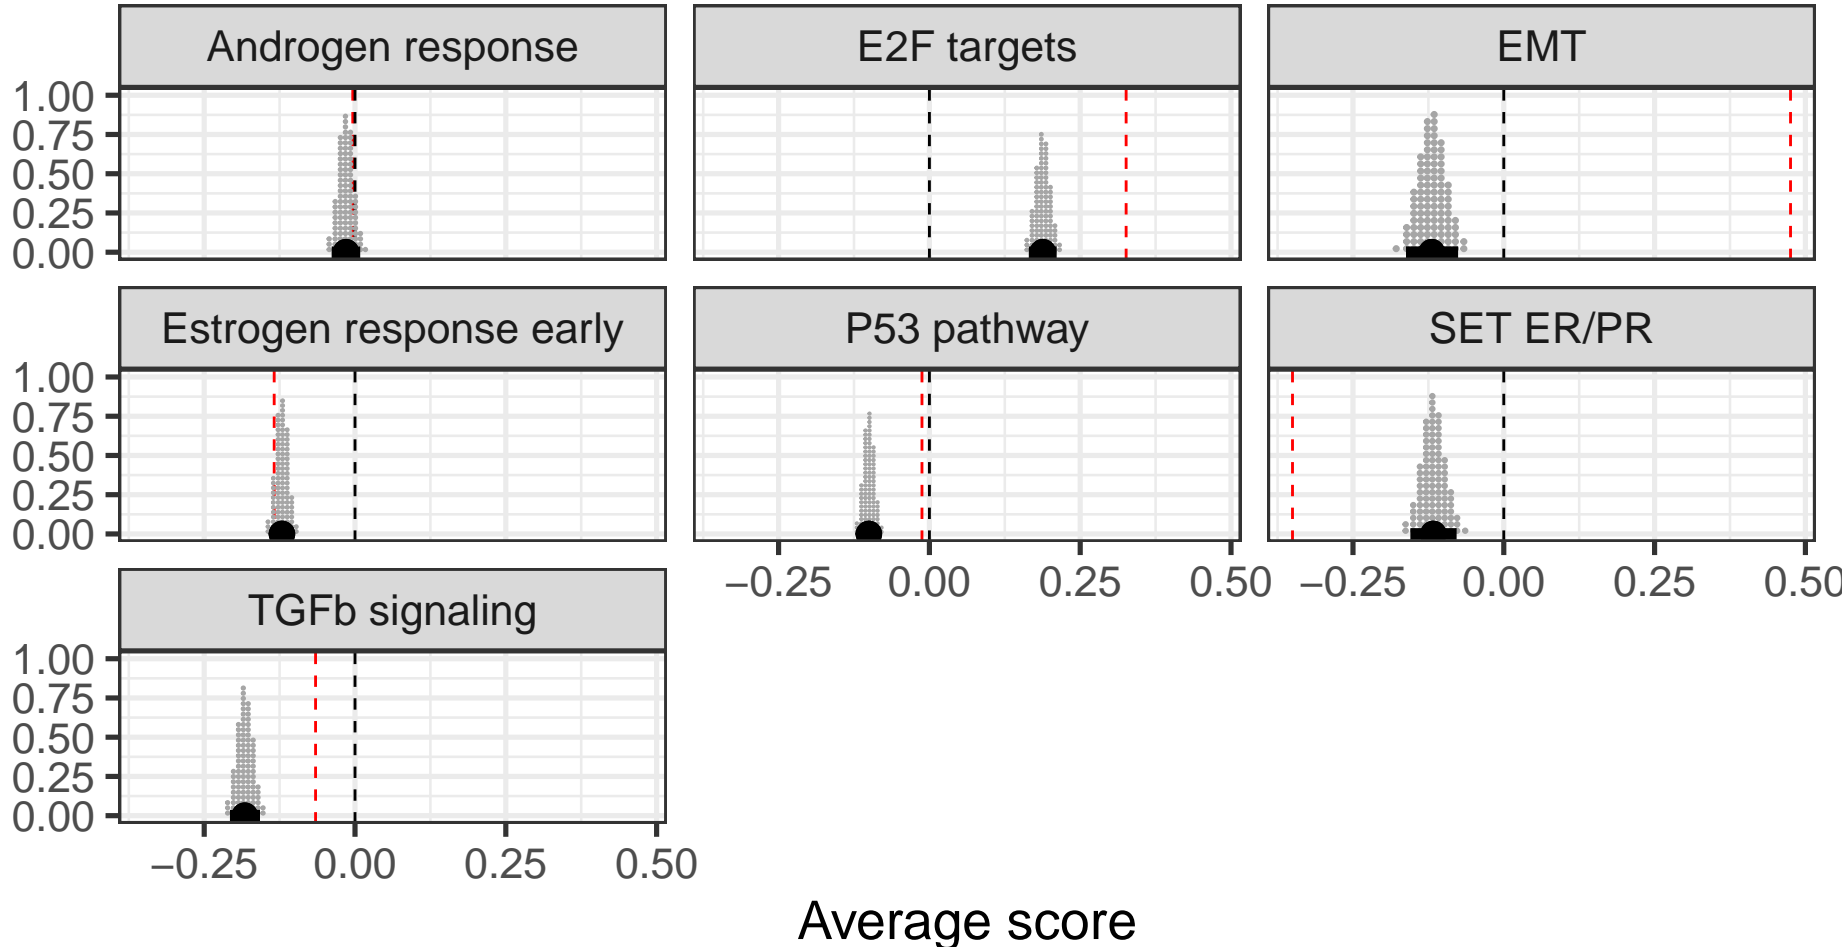 Androgen response E2F targets EMT
1.00
0.75
0.50
0.25
0.00
Estrogen response early P53 pathway SET ER/PR
1.00
0.75
0.50
0.25
0.00
−0.25 0.00 0.25 0.50 −0.25 0.00 0.25 0.50
TGFb signaling
1.00
0.75
0.50
0.25
0.00
−0.25 0.00 0.25 0.50
Average score